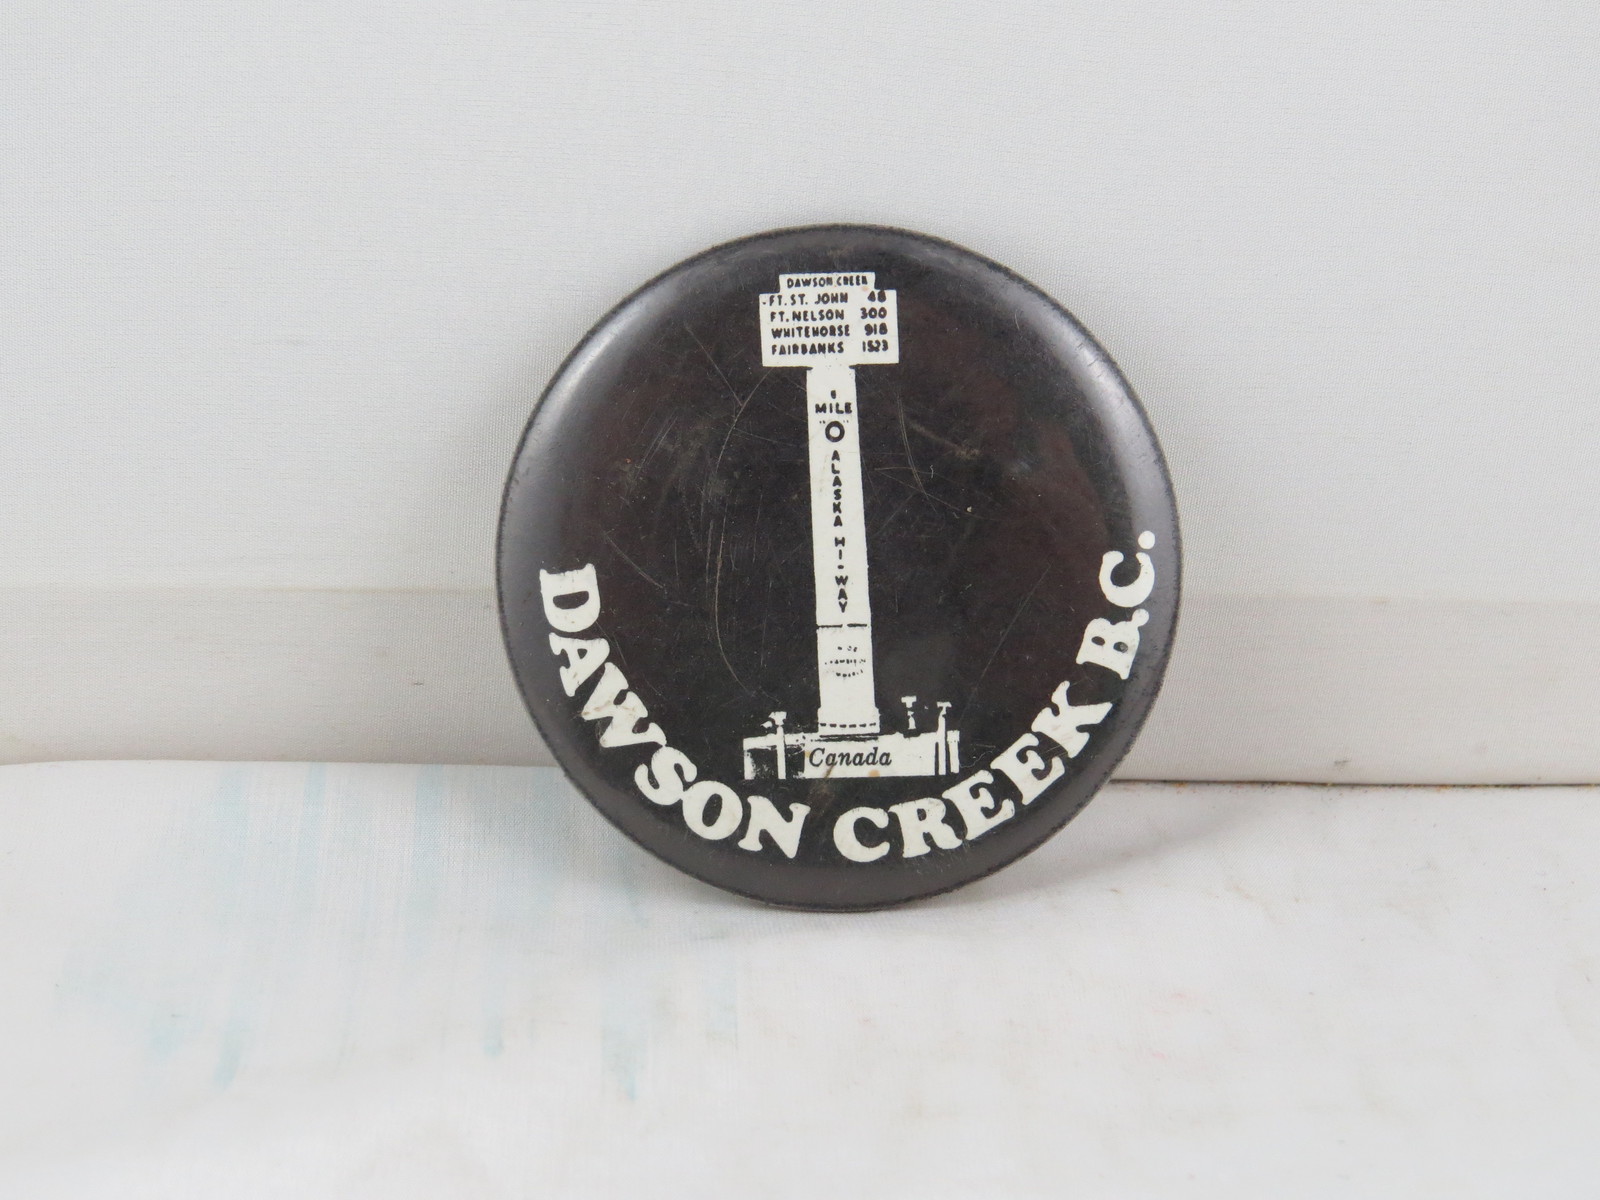 DAWSON CREEK
FT. ST. JOHN 48
FT. NELSON 300
WHITEHORSE 918
FAIRBANKS 1523
MILE
0
ALASKA HI-WAY
Canada
DAWSON CREEK B.C.